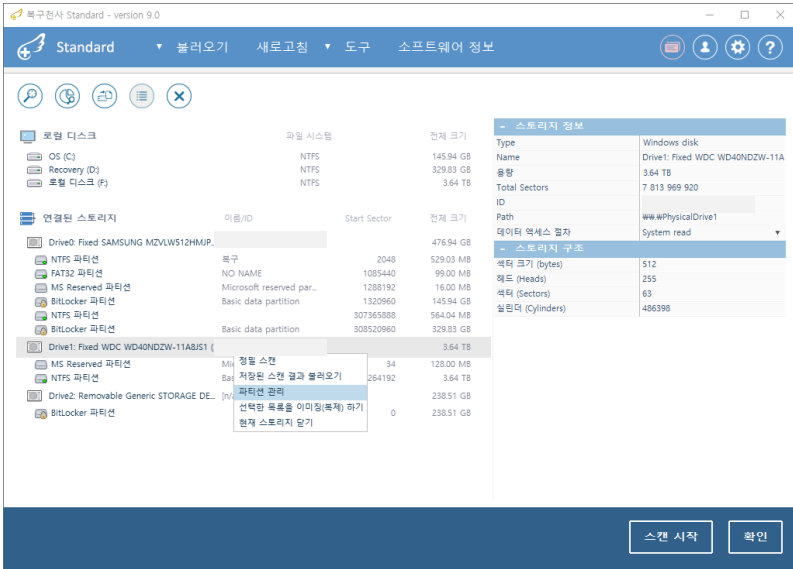 복구천사 Standard - version 9.0
Standard ▼ 불러오기 새로고침 ▼ 도구 소프트웨어 정보
로컬 디스크 파일 시스템 전체 크기
OS (C:) NTFS 145.94 GB
Recovery (D:) NTFS 329.83 GB
로컬 디스크 (F:) NTFS 3.64 TB
연결된 스토리지 이름/ID Start Sector 전체 크기
Drive0: Fixed SAMSUNG MZVLW512HMJP... 476.94 GB
NTFS 파티션 복구 2048 529.03 MB
FAT32 파티션 NO NAME 1085440 99.00 MB
MS Reserved 파티션 Microsoft reserved par... 1288192 16.00 MB
BitLocker 파티션 Basic data partition 1320960 145.94 GB
NTFS 파티션 307365888 564.04 MB
BitLocker 파티션 Basic data partition 308520960 329.83 GB
Drive1: Fixed WDC WD40NDZW-11A8JS1 ( 3.64 TB
MS Reserved 파티션 Mic 34 128.00 MB
NTFS 파티션 Bas 264192 3.64 TB
Drive2: Removable Generic STORAGE DE... [n/a 238.51 GB
BitLocker 파티션 0 238.51 GB
정밀 스캔
저장된 스캔 결과 불러오기
파티션 관리
선택한 목록을 이미징(복제) 하기
현재 스토리지 닫기
− 스토리지 정보
Type Windows disk
Name Drive1: Fixed WDC WD40NDZW-11A
용량 3.64 TB
Total Sectors 7 813 969 920
ID
Path ₩₩.₩PhysicalDrive1
데이터 액세스 절차 System read ▼
− 스토리지 구조
섹터 크기 (bytes) 512
헤드 (Heads) 255
섹터 (Sectors) 63
실린더 (Cylinders) 486398
스캔 시작
확인